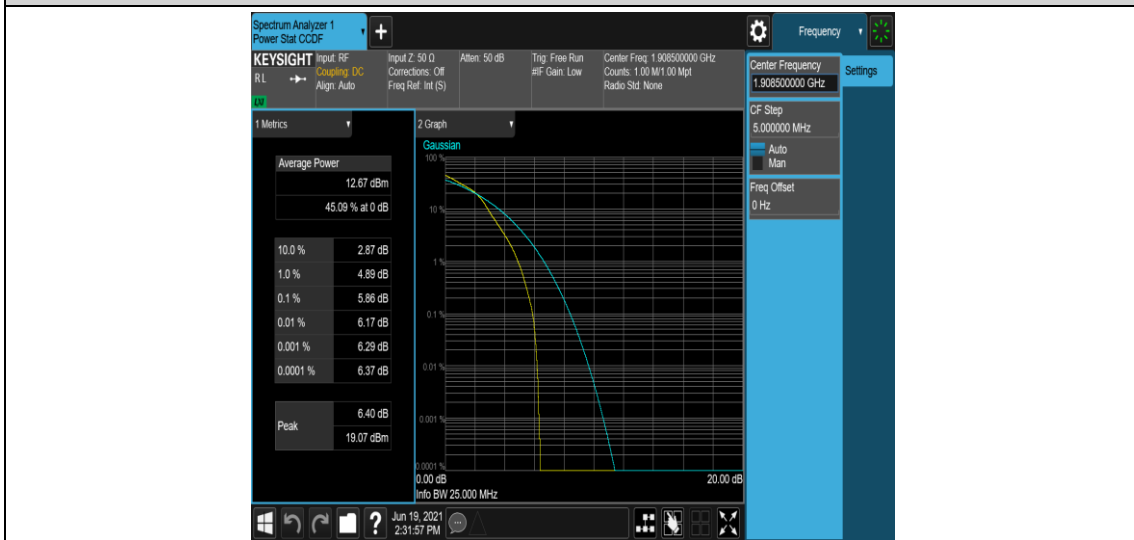 Spectrum Analyzer 1
Power Stat CCDF
+
Frequency
KEYSIGHT
RL
LXI
Input: RF
Coupling: DC
Align: Auto
Input Z: 50 Ω
Corrections: Off
Freq Ref: Int (S)
Atten: 50 dB
Trig: Free Run
#IF Gain: Low
Center Freq: 1.908500000 GHz
Counts: 1.00 M/1.00 Mpt
Radio Std: None
Center Frequency
1.908500000 GHz
Settings
CF Step
5.000000 MHz
Auto
Man
Freq Offset
0 Hz
1 Metrics
Average Power
12.67 dBm
45.09 % at 0 dB
10.0 % 2.87 dB
1.0 % 4.89 dB
0.1 % 5.86 dB
0.01 % 6.17 dB
0.001 % 6.29 dB
0.0001 % 6.37 dB
Peak 6.40 dB
19.07 dBm
2 Graph
Gaussian
100 %
10 %
1 %
0.1 %
0.01 %
0.001 %
0.0001 %
0.00 dB 20.00 dB
Info BW 25.000 MHz
?
Jun 19, 2021
2:31:57 PM